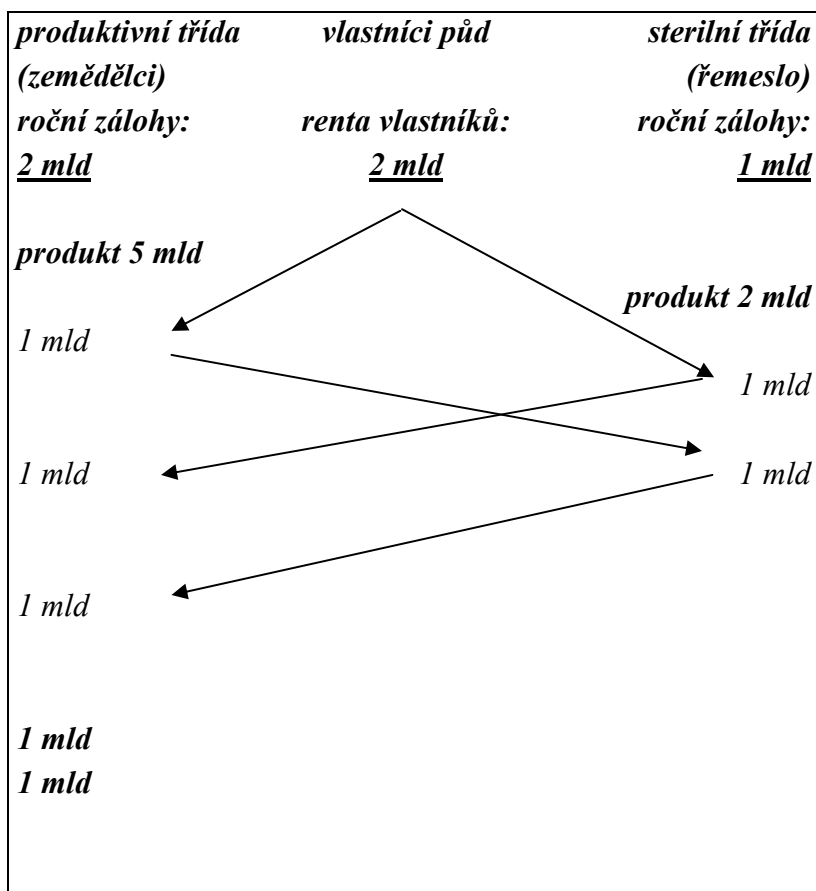 produktivní třída vlastníci půd sterilní třída
(zemědělci) (řemeslo)
roční zálohy: renta vlastníků: roční zálohy:
2 mld 2 mld 1 mld
produkt 5 mld
produkt 2 mld
1 mld
1 mld
1 mld 1 mld
1 mld
1 mld
1 mld